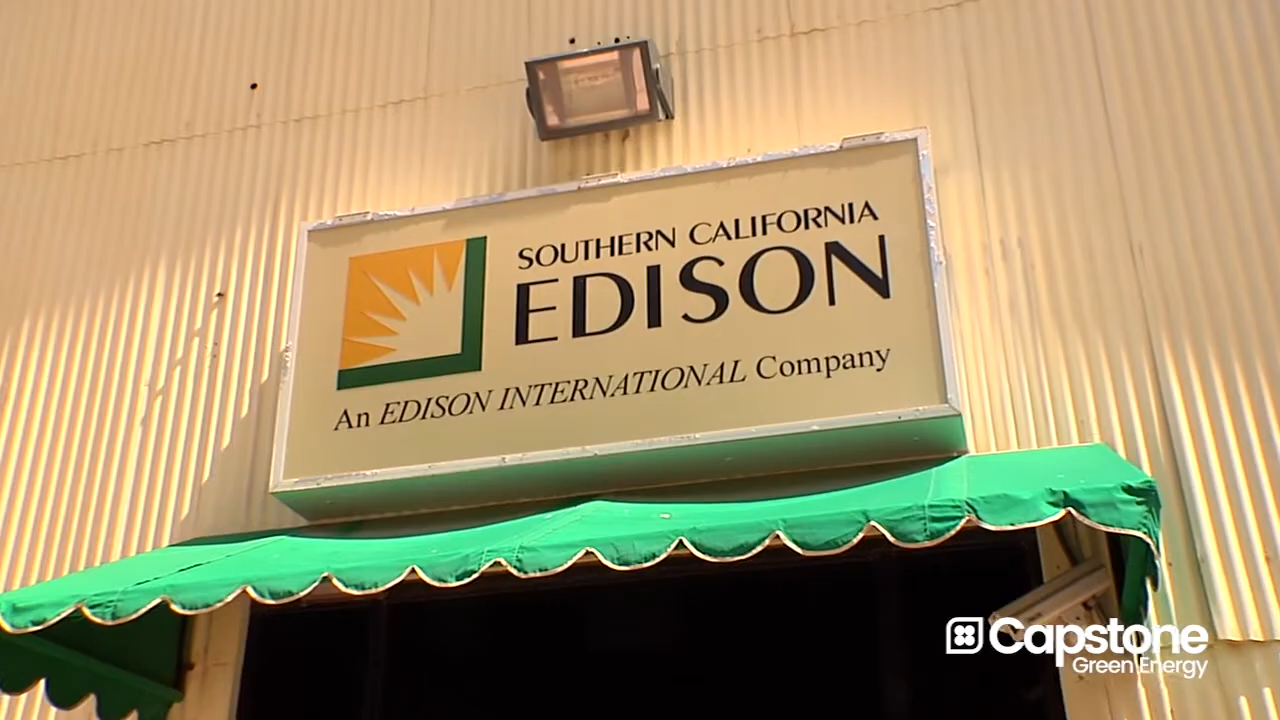 SOUTHERN CALIFORNIA
EDISON
An EDISON INTERNATIONAL Company
Capstone
Green Energy